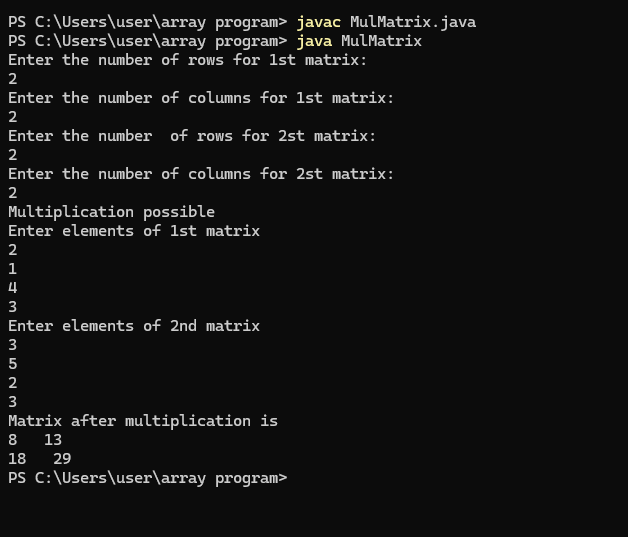 PS C:\Users\user\array program> javac MulMatrix.java
PS C:\Users\user\array program> java MulMatrix
Enter the number of rows for 1st matrix:
2
Enter the number of columns for 1st matrix:
2
Enter the number  of rows for 2st matrix:
2
Enter the number of columns for 2st matrix:
2
Multiplication possible
Enter elements of 1st matrix
2
1
4
3
Enter elements of 2nd matrix
3
5
2
3
Matrix after multiplication is
8   13
18   29
PS C:\Users\user\array program>